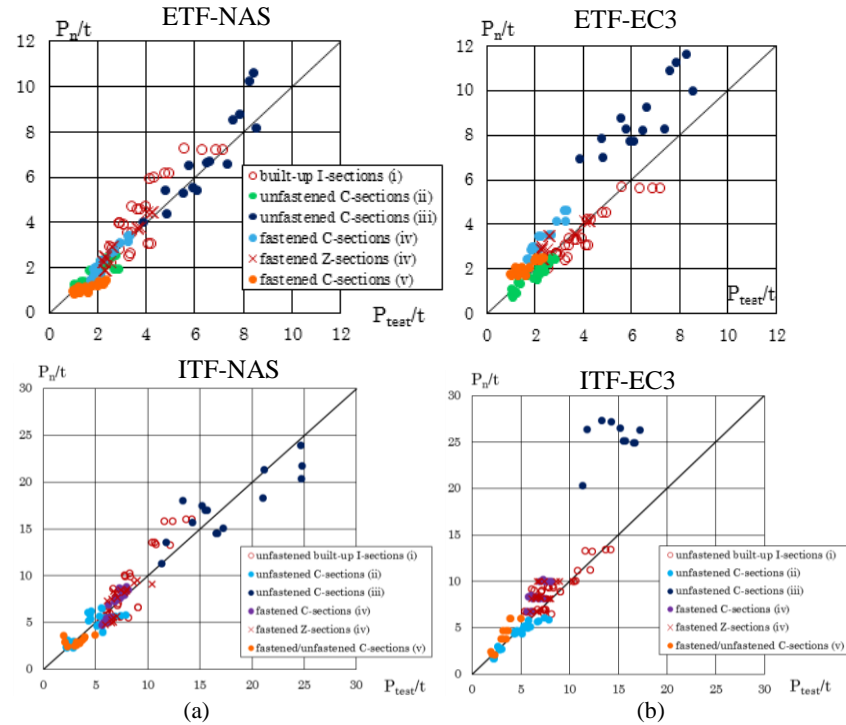 ETF-NAS
Pn/t
12
10
8
6
4
2
0
0 2 4 6 8 10 12
Ptest/t
built-up I-sections (i)
unfastened C-sections (ii)
unfastened C-sections (iii)
fastened C-sections (iv)
fastened Z-sections (iv)
fastened C-sections (v)
ETF-EC3
Pn/t
12
10
8
6
4
2
0
0 2 4 6 8 10 12
Ptest/t
ITF-NAS
Pn/t
30
25
20
15
10
5
0
0 5 10 15 20 25 30
Ptest/t
unfastened built-up I-sections (i)
unfastened C-sections (ii)
unfastened C-sections (iii)
fastened C-sections (iv)
fastened Z-sections (iv)
fastened/unfastened C-sections (v)
(a)
ITF-EC3
Pn/t
30
25
20
15
10
5
0
0 5 10 15 20 25 30
Ptest/t
unfastened built-up I-sections (i)
unfastened C-sections (ii)
unfastened C-sections (iii)
fastened C-sections (iv)
fastened Z-sections (iv)
fastened/unfastened C-sections (v)
(b)